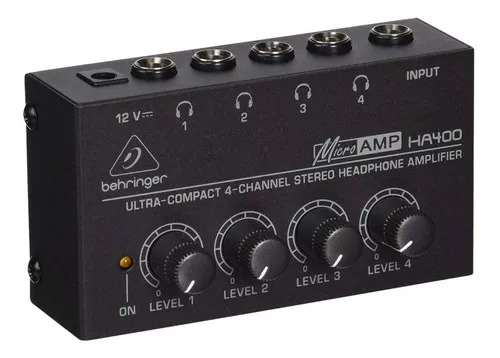 12 V⎓ 1 2 3 4 INPUT
behringer
MicroAMP HA400
ULTRA-COMPACT 4-CHANNEL STEREO HEADPHONE AMPLIFIER
ON
0 LEVEL 1
0 LEVEL 2
0 LEVEL 3
0 LEVEL 4